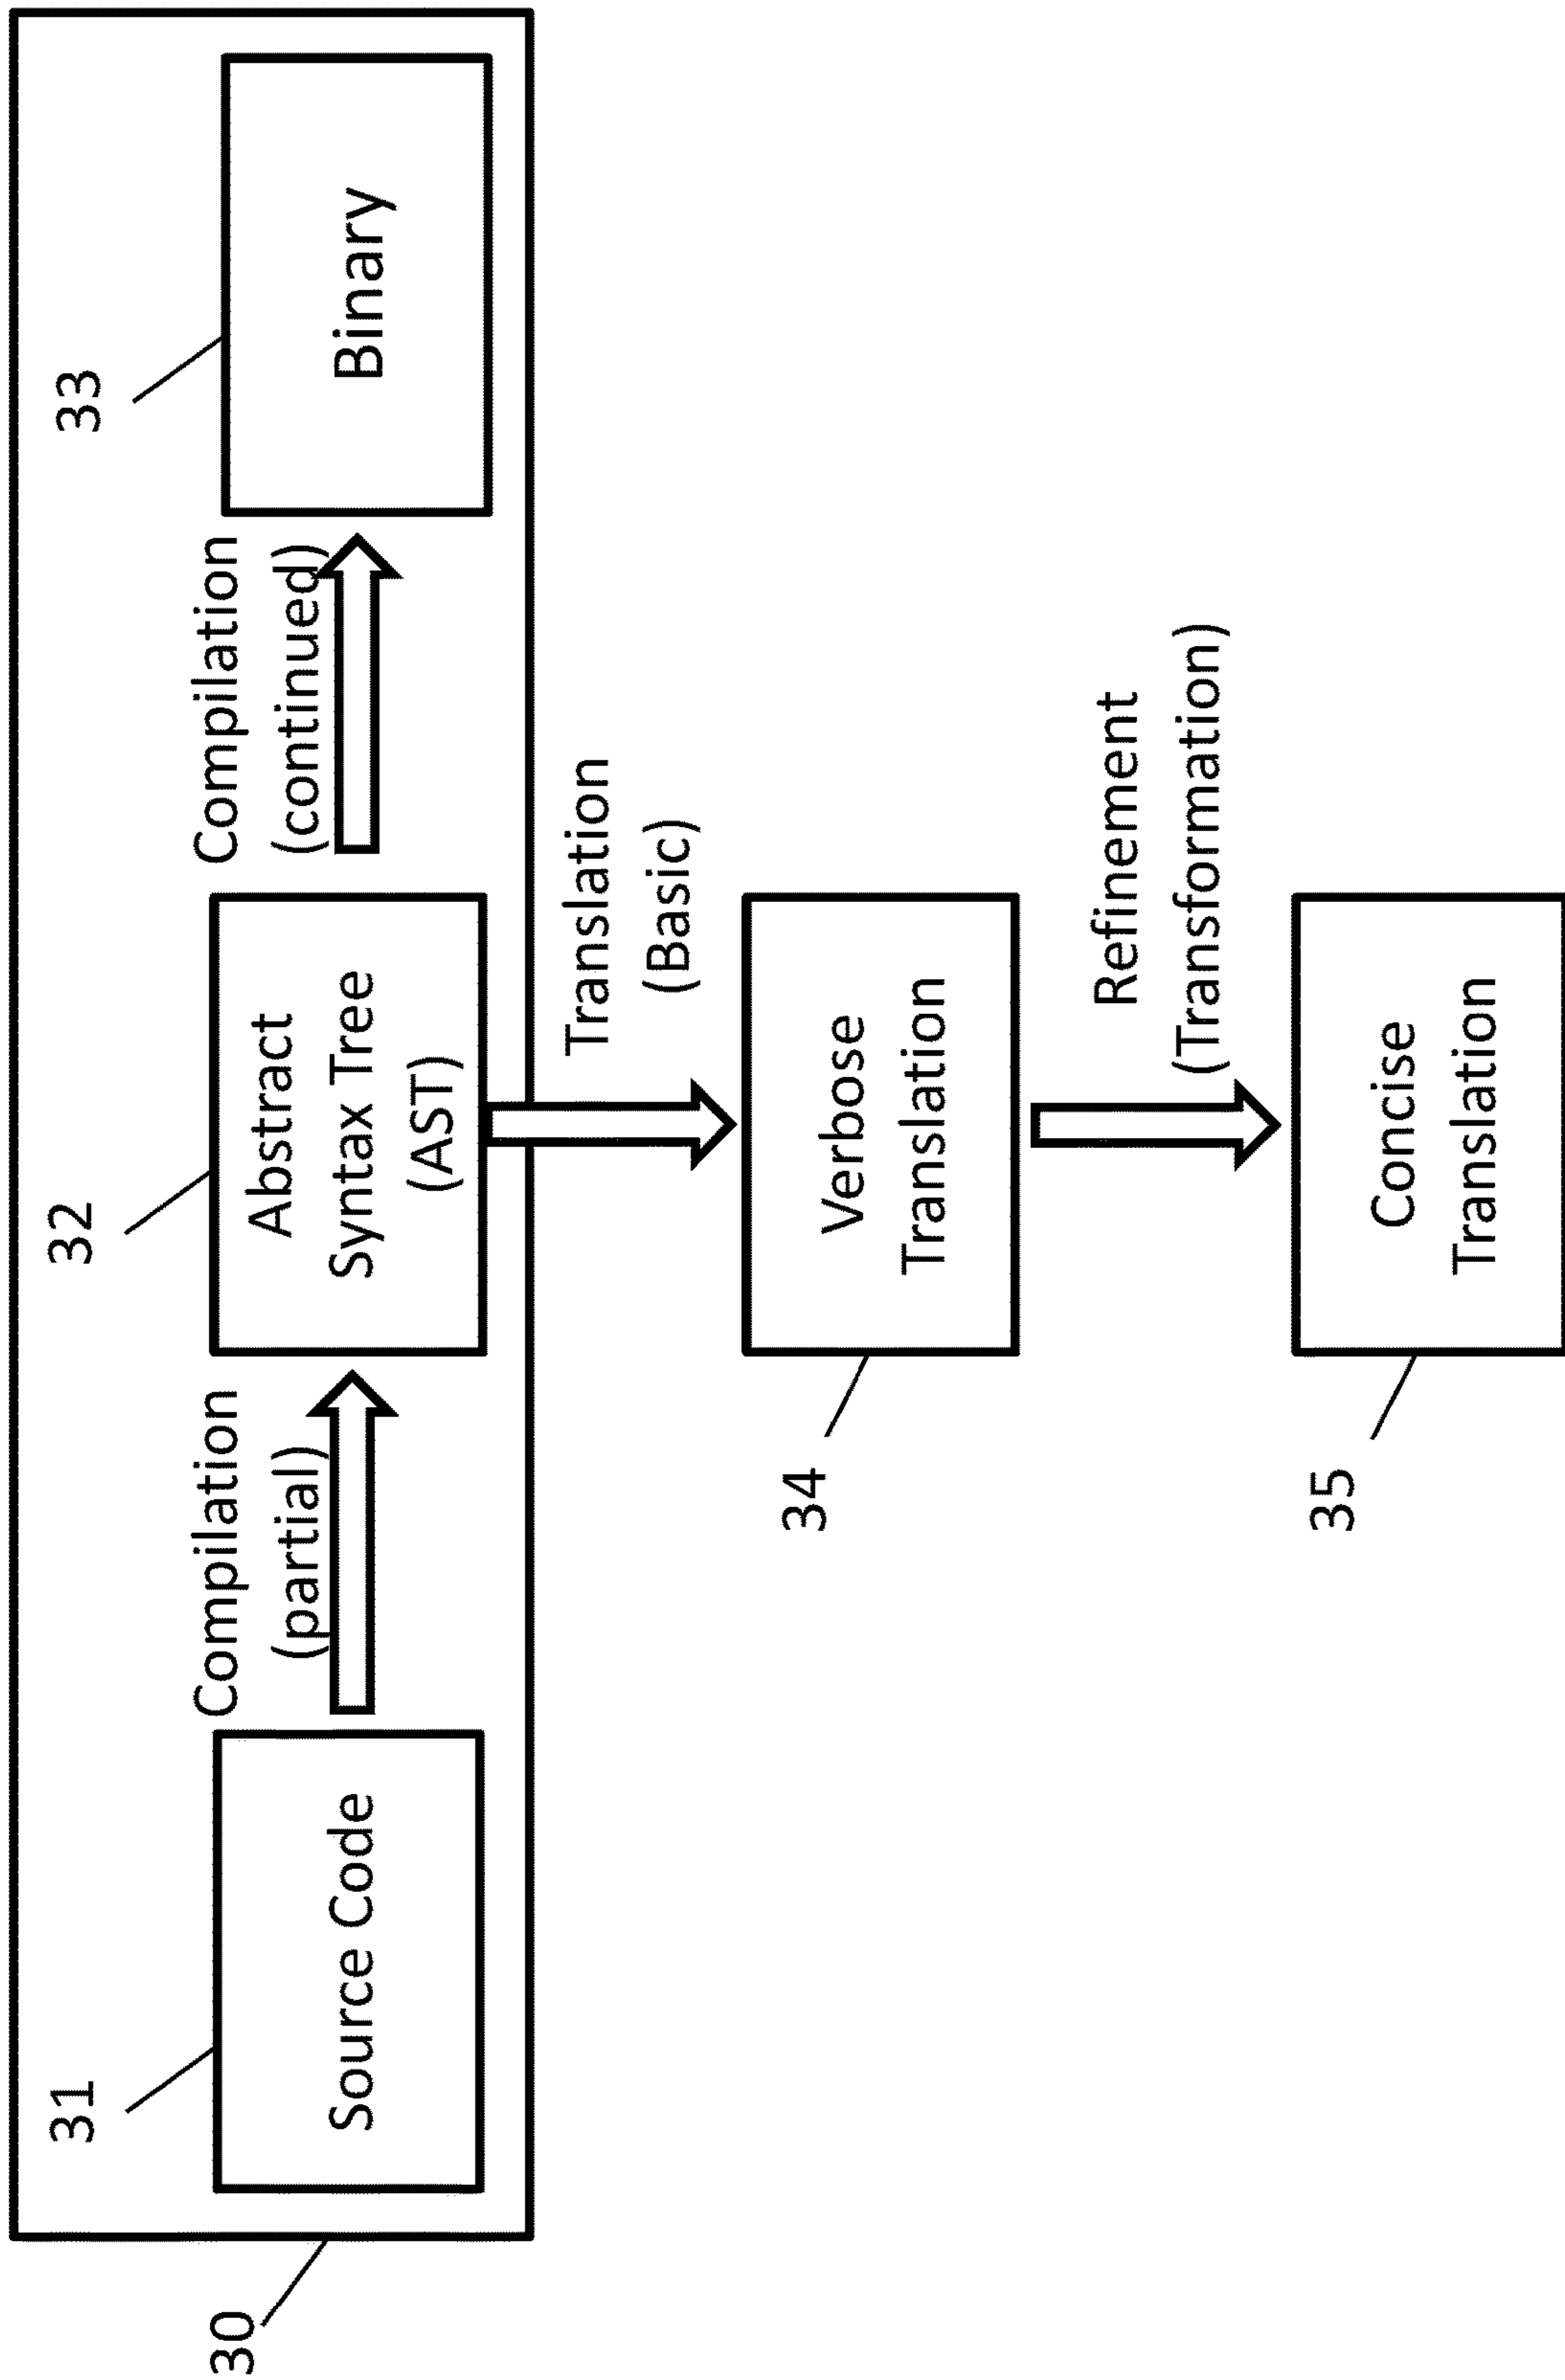 30
31
Source Code
Compilation
(partial)
32
Abstract
Syntax Tree
(AST)
Compilation
(continued)
33
Binary
Translation
(Basic)
34
Verbose
Translation
Refinement
(Transformation)
35
Concise
Translation